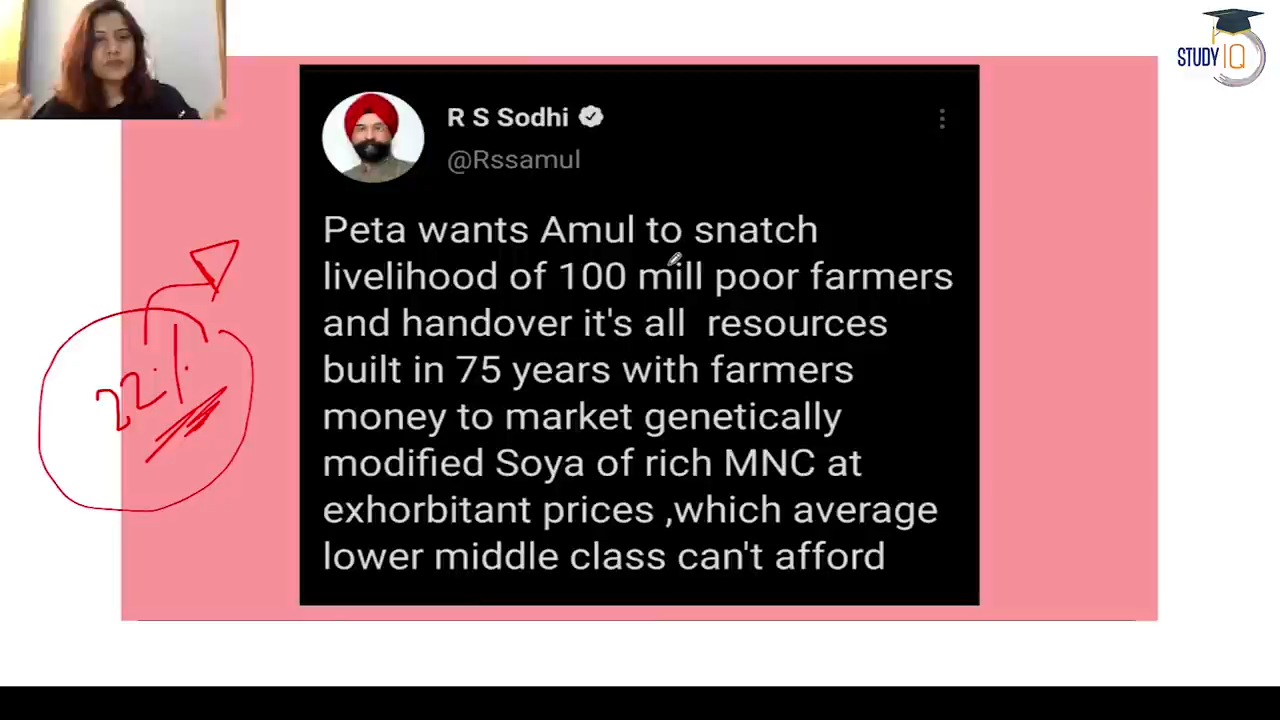 STUDY IQ
R S Sodhi
@Rssamul
Peta wants Amul to snatch
livelihood of 100 mill poor farmers
and handover it's all resources
built in 75 years with farmers
money to market genetically
modified Soya of rich MNC at
exhorbitant prices ,which average
lower middle class can't afford
22%